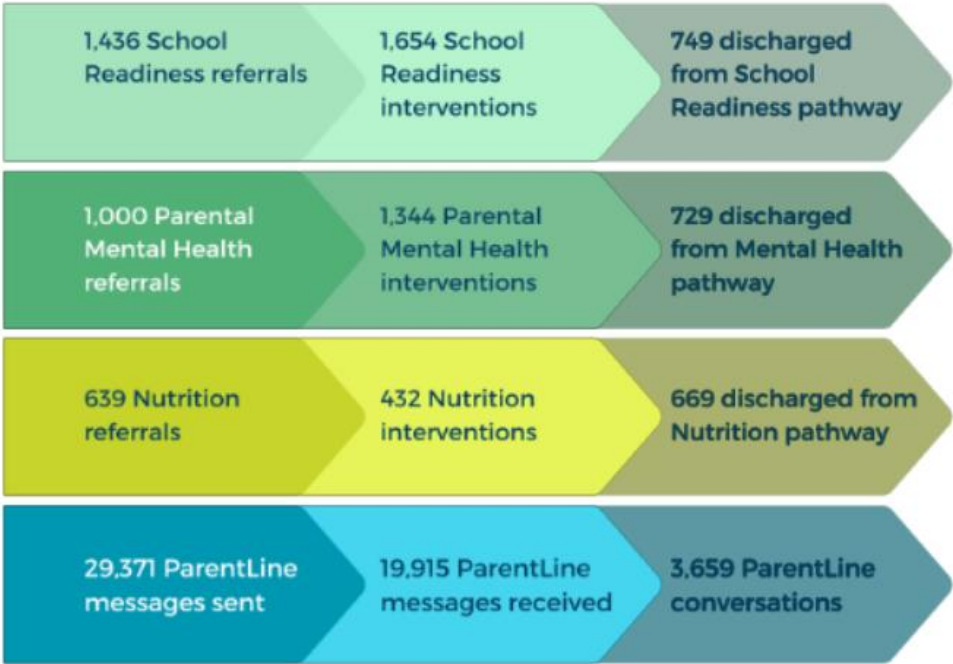 1,436 School
Readiness referrals
1,654 School
Readiness
interventions
749 discharged
from School
Readiness pathway
1,000 Parental
Mental Health
referrals
1,344 Parental
Mental Health
interventions
729 discharged
from Mental Health
pathway
639 Nutrition
referrals
432 Nutrition
interventions
669 discharged from
Nutrition pathway
29,371 ParentLine
messages sent
19,915 ParentLine
messages received
3,659 ParentLine
conversations